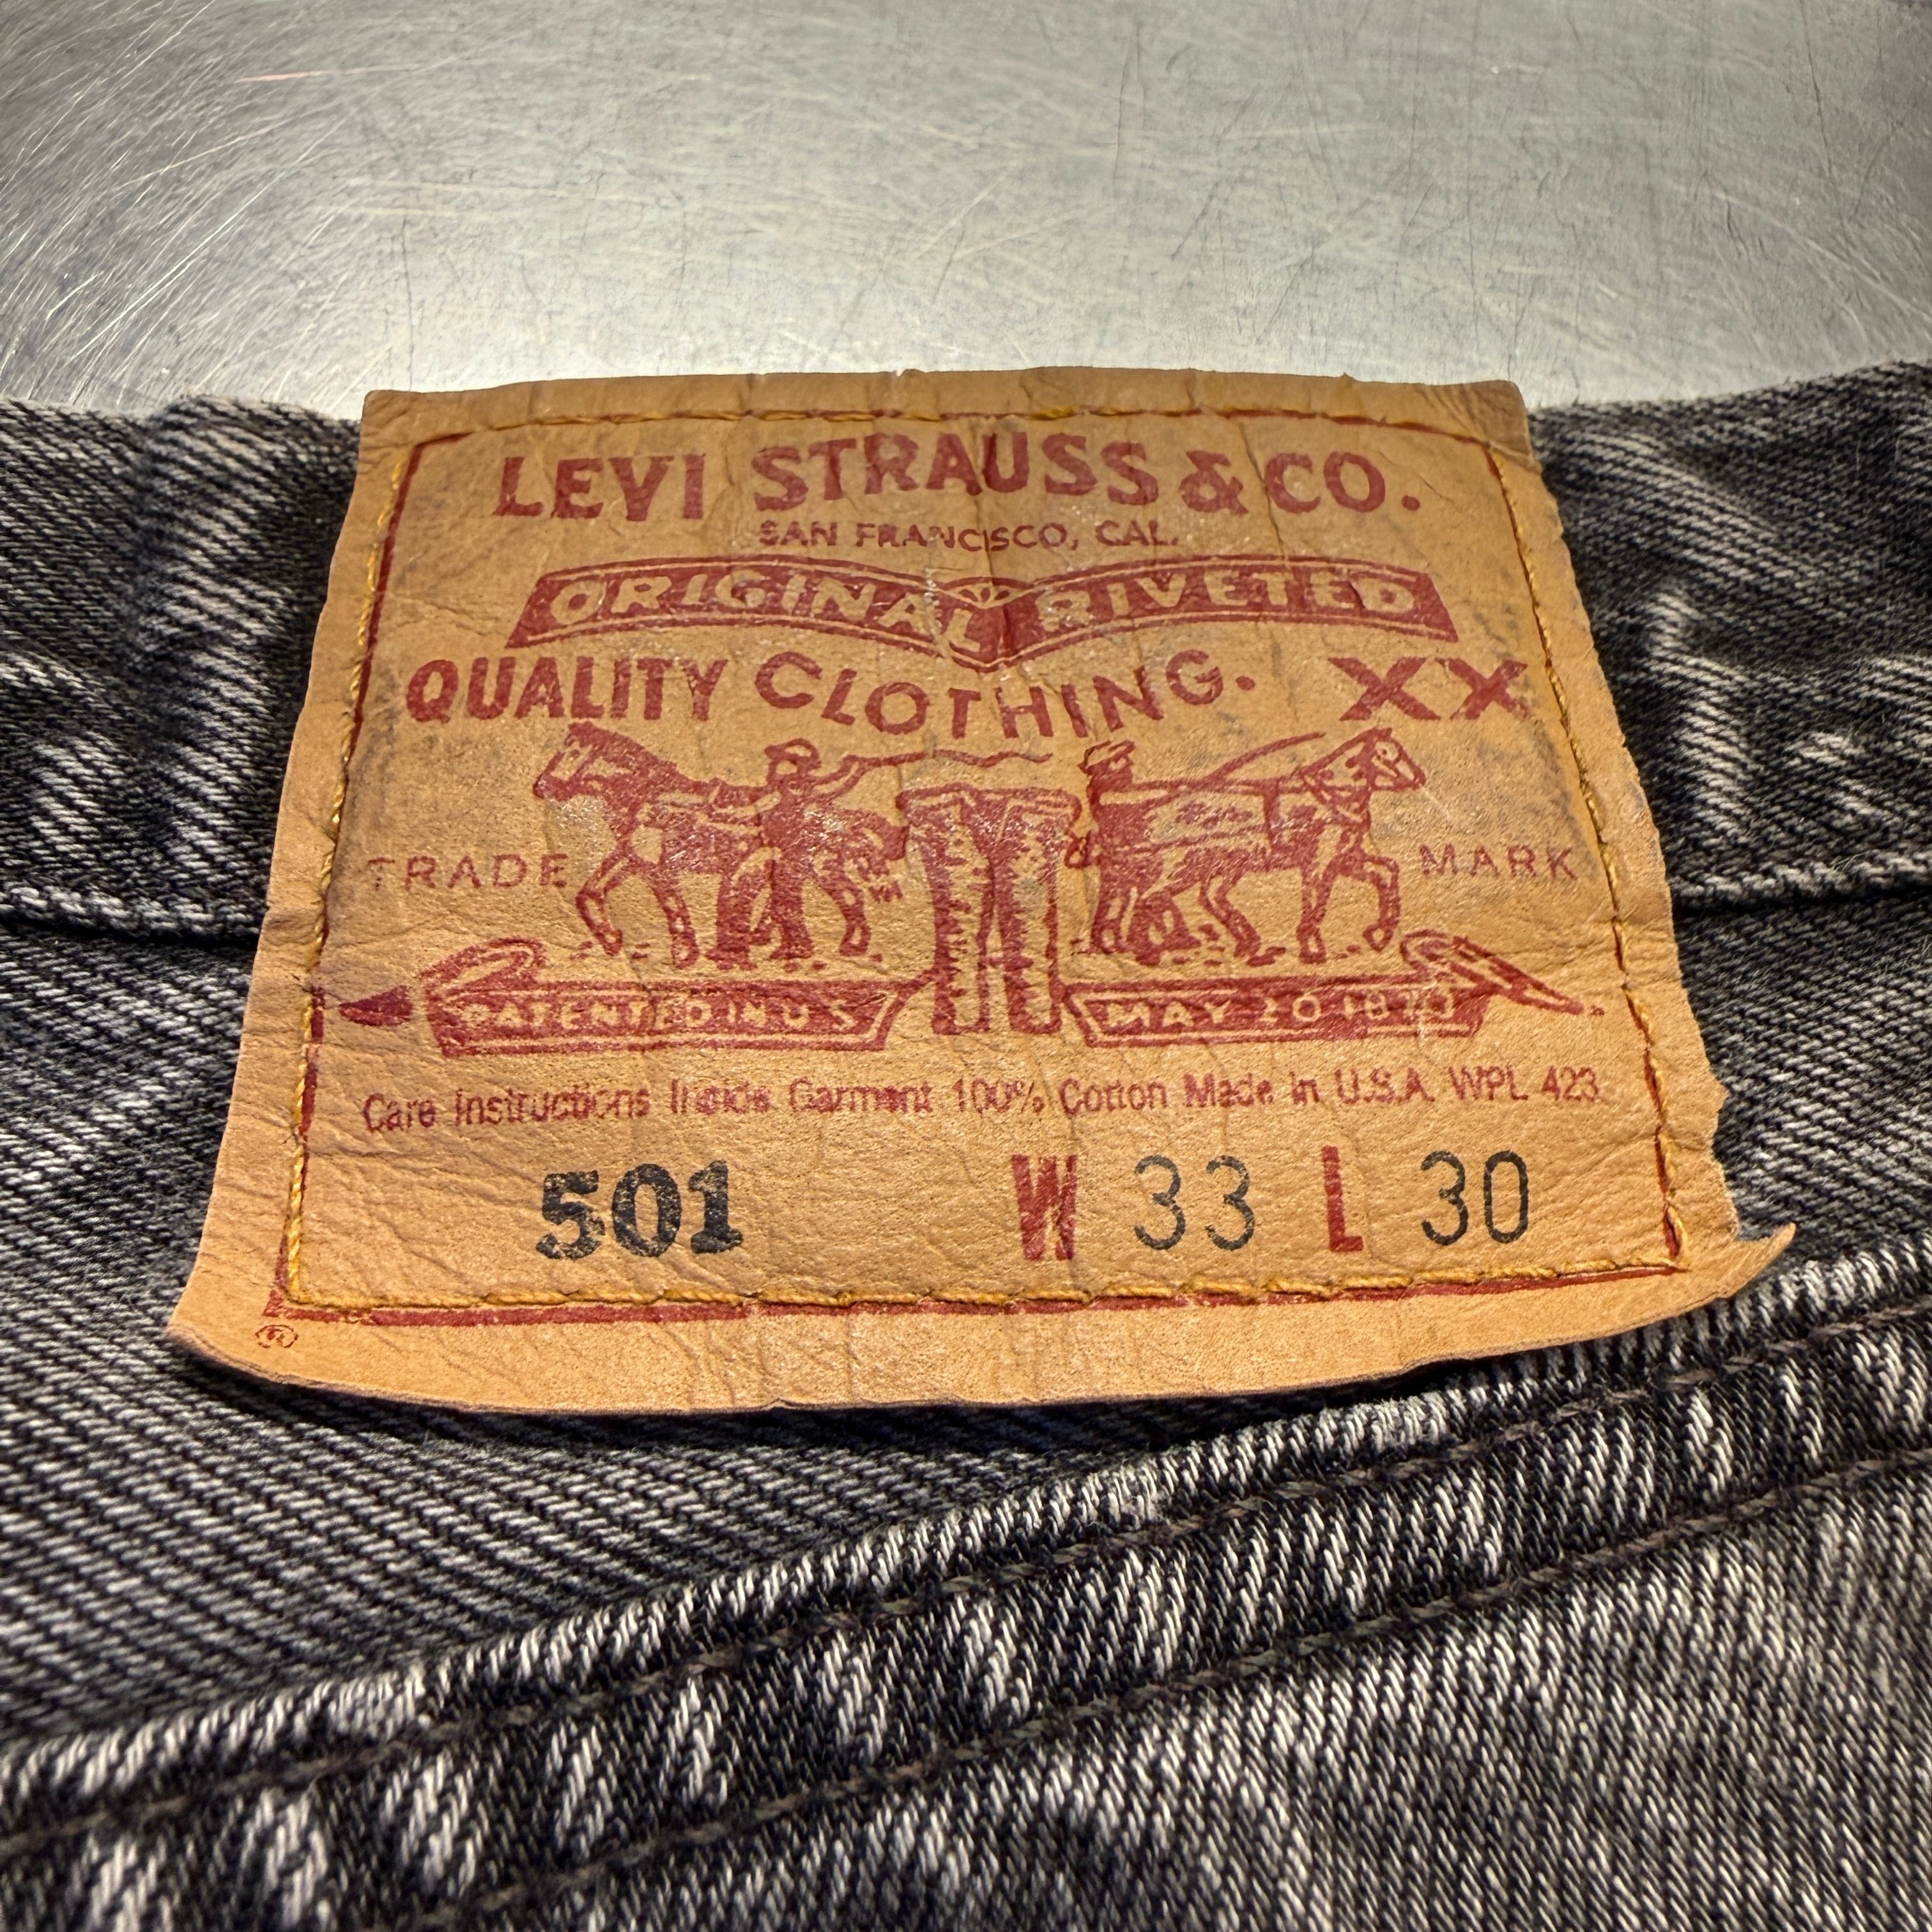 LEVI STRAUSS & CO.
SAN FRANCISCO, CAL.
ORIGINAL RIVETED
QUALITY CLOTHING. XX
TRADE MARK
PATENTED IN U S MAY 20 1873
Care Instructions Inside Garment 100% Cotton Made in U.S.A. WPL 423
501 W 33 L 30
®